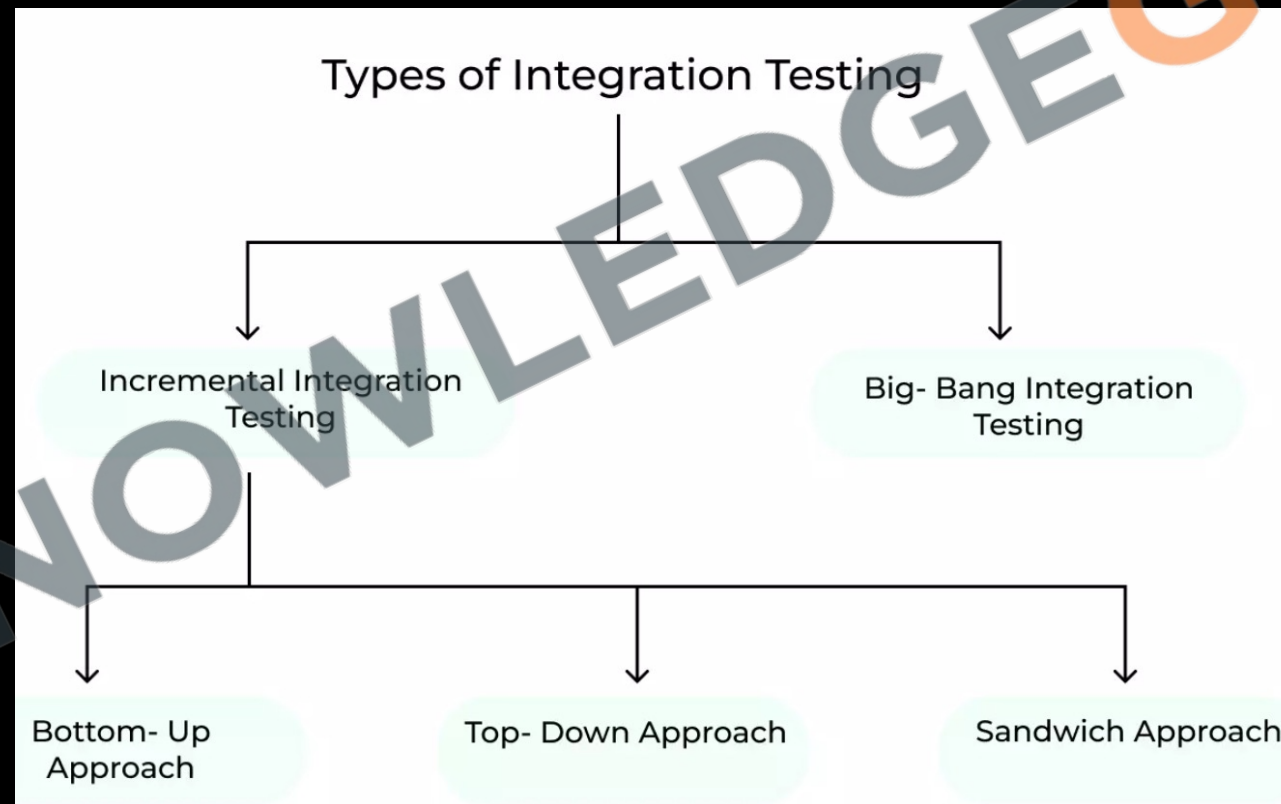 Types of Integration Testing
Incremental Integration
Testing
Big- Bang Integration
Testing
Bottom- Up
Approach
Top- Down Approach
Sandwich Approach
NOWLEDGEG